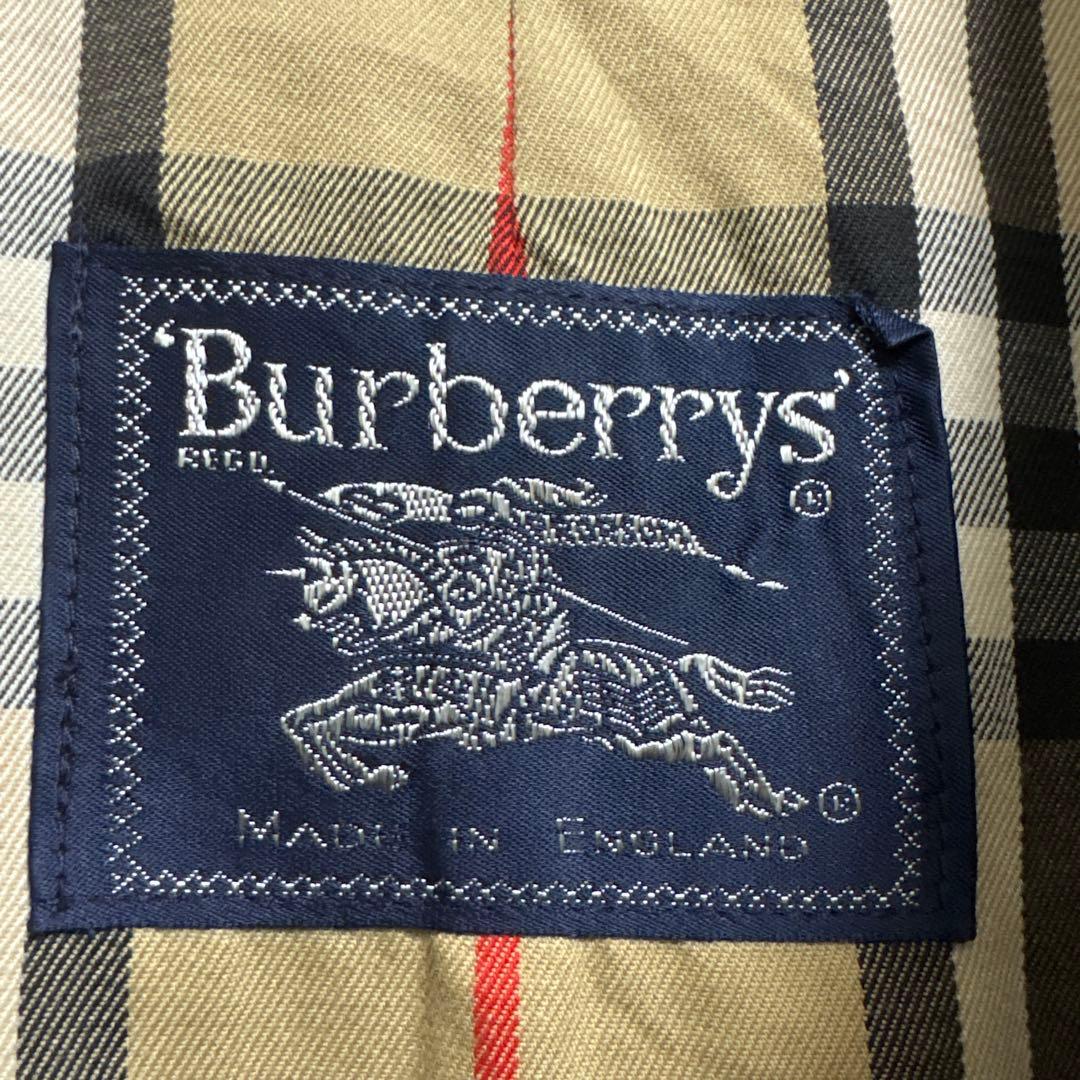 ‘Burberrys’
REGD.
®
®
MADE IN ENGLAND